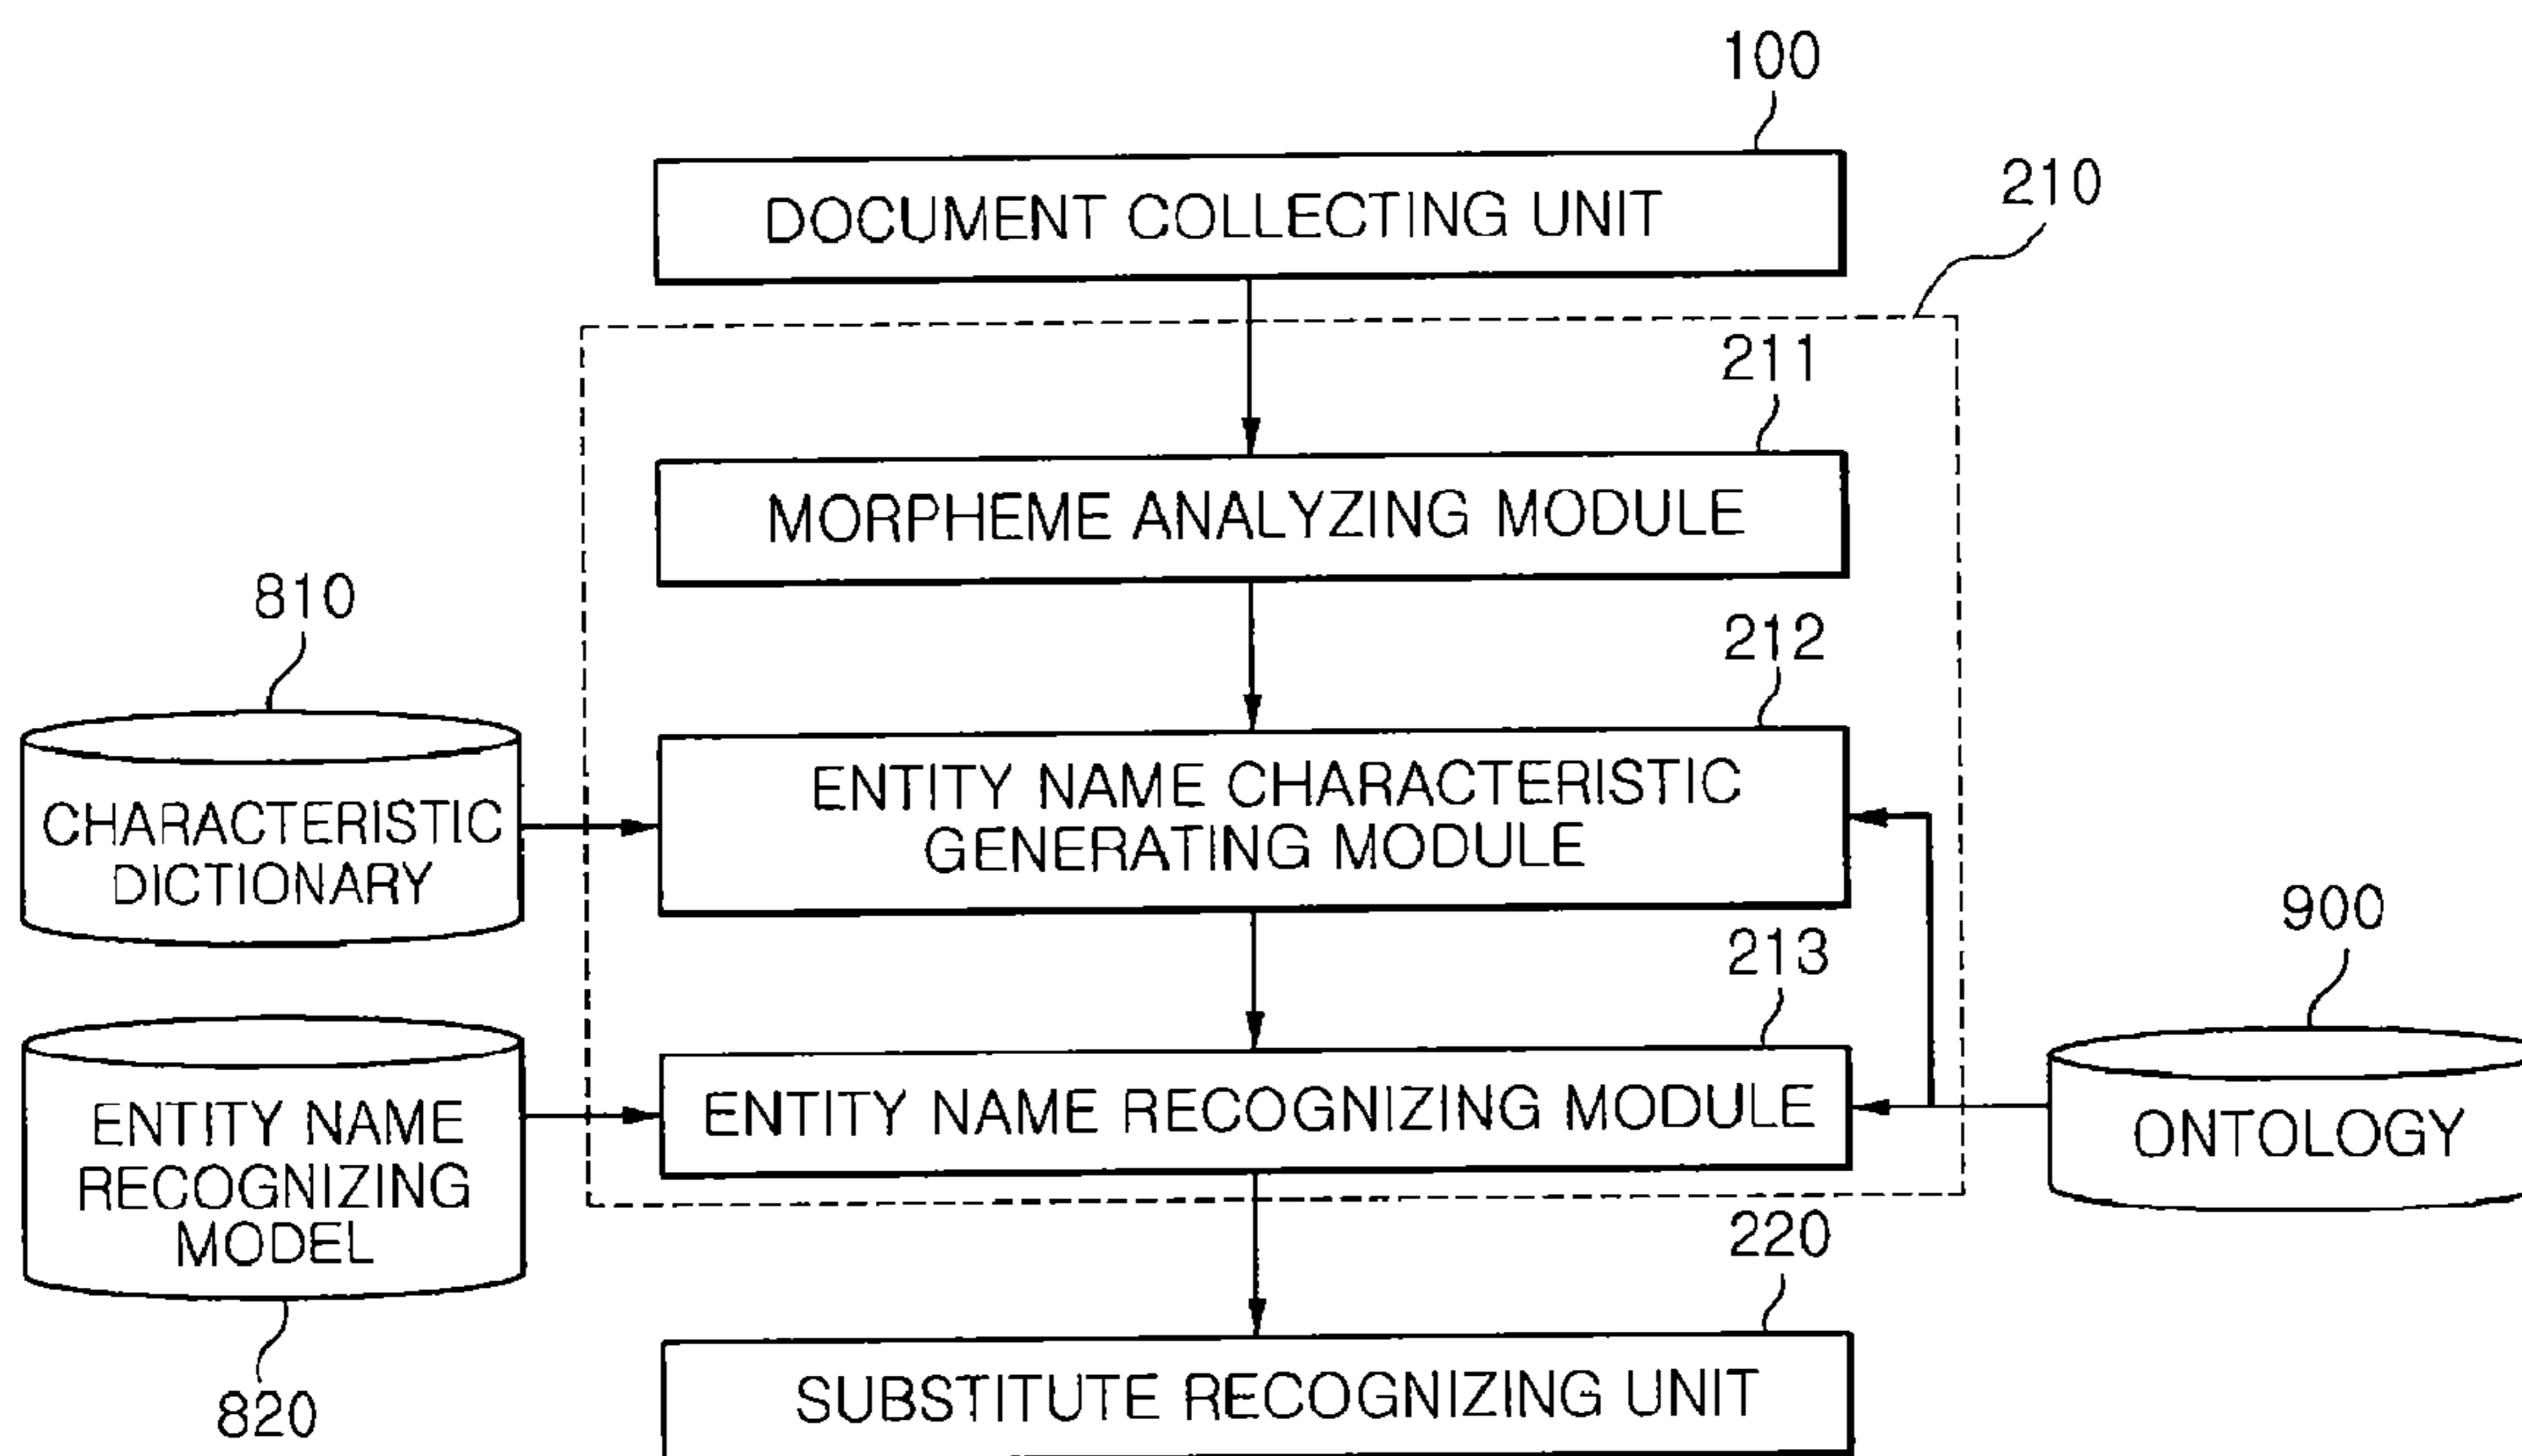 100
DOCUMENT COLLECTING UNIT
210
211
MORPHEME ANALYZING MODULE
810
212
CHARACTERISTIC
DICTIONARY
ENTITY NAME CHARACTERISTIC
GENERATING MODULE
900
213
ENTITY NAME
RECOGNIZING
MODEL
ENTITY NAME RECOGNIZING MODULE
ONTOLOGY
220
820
SUBSTITUTE RECOGNIZING UNIT